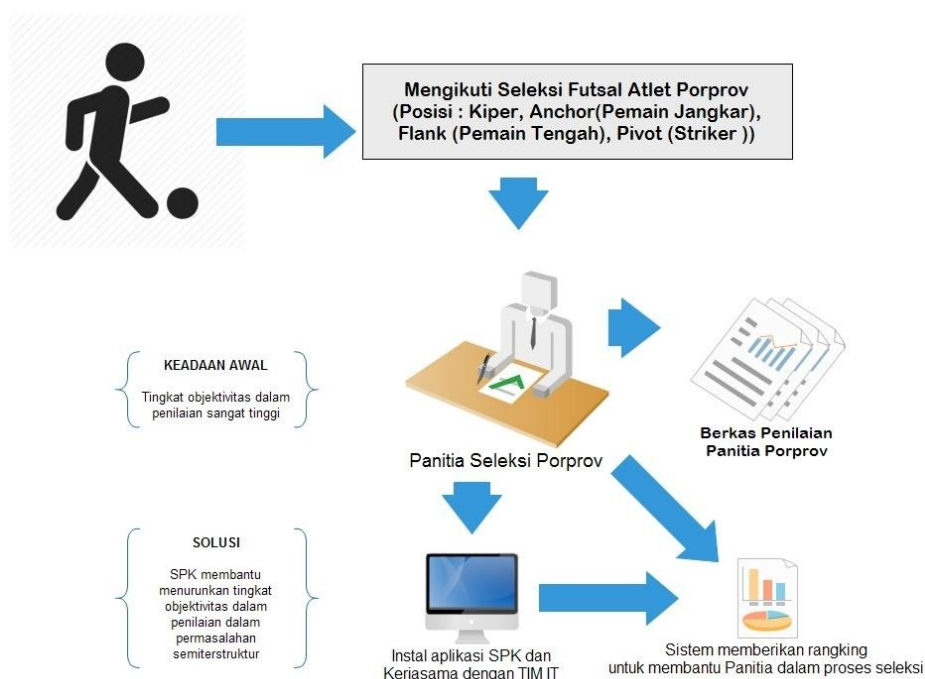 Mengikuti Seleksi Futsal Atlet Porprov
(Posisi : Kiper, Anchor(Pemain Jangkar),
Flank (Pemain Tengah), Pivot (Striker ))
KEADAAN AWAL
Tingkat objektivitas dalam
penilaian sangat tinggi
Panitia Seleksi Porprov
Berkas Penilaian
Panitia Porprov
SOLUSI
SPK membantu
menurunkan tingkat
objektivitas dalam
penilaian dalam
permasalahan
semiterstruktur
Instal aplikasi SPK dan
Kerjasama dengan TIM IT
Sistem memberikan rangking
untuk membantu Panitia dalam proses seleksi